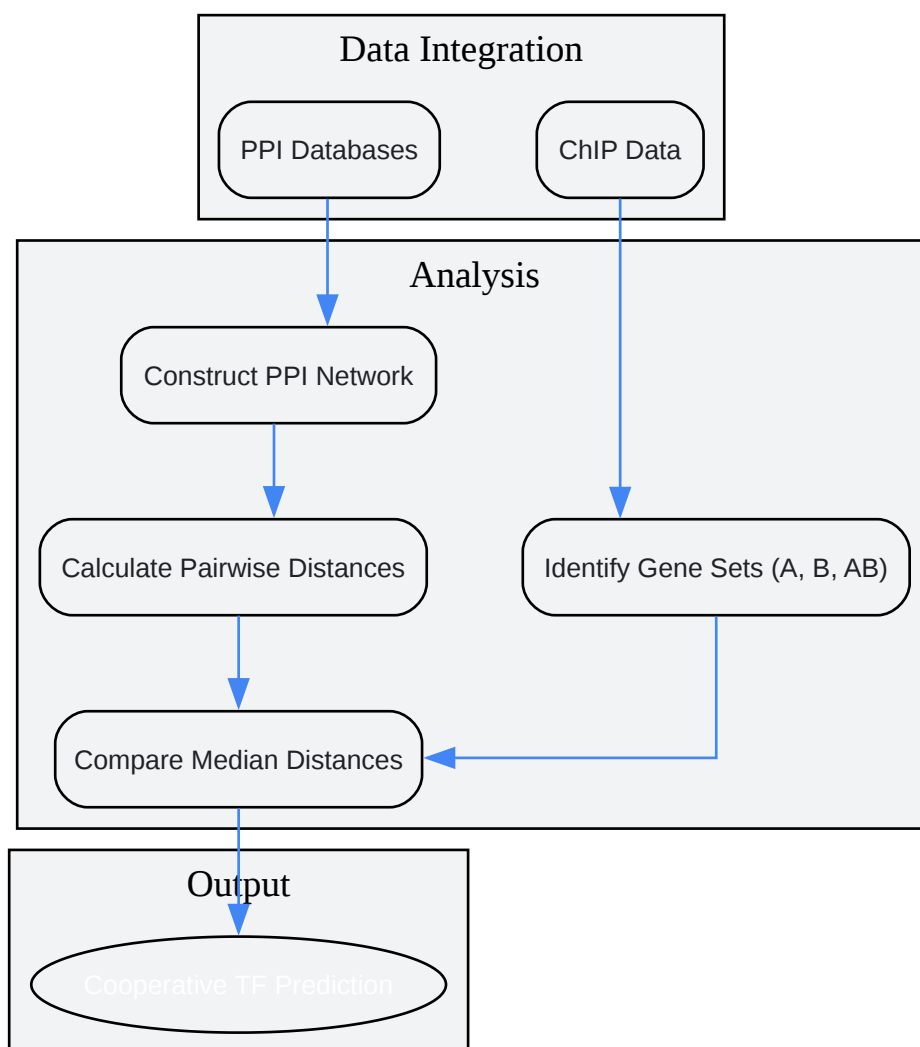 Data Integration
PPI Databases
ChIP Data
Analysis
Construct PPI Network
Calculate Pairwise Distances
Identify Gene Sets (A, B, AB)
Compare Median Distances
Output
Cooperative TF Prediction